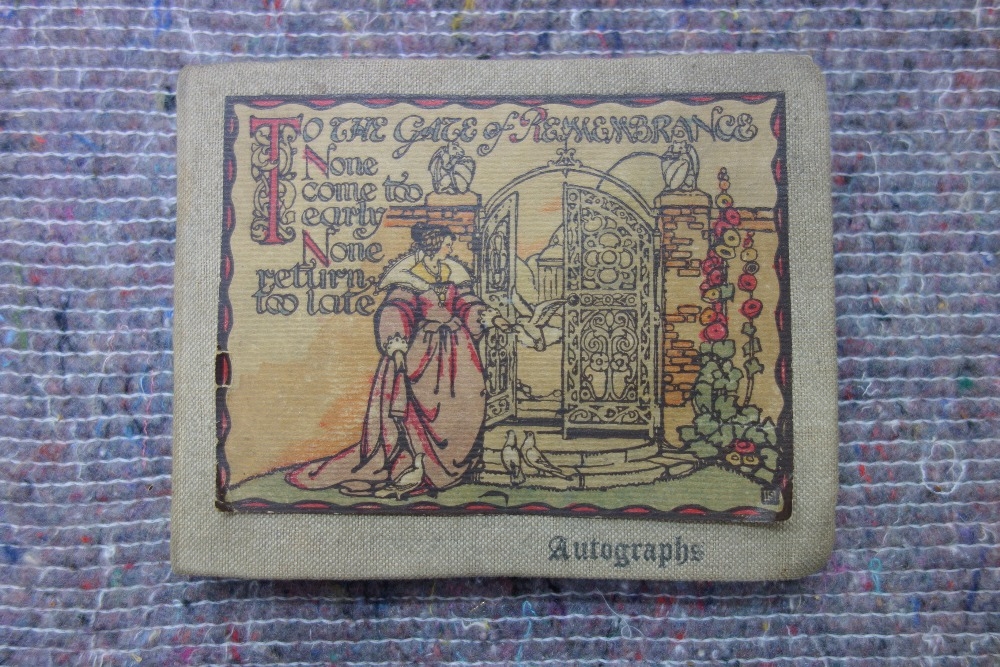 TO THE GATE of REMEMBRANCE
None
come too
early
None
return
too late
Autographs